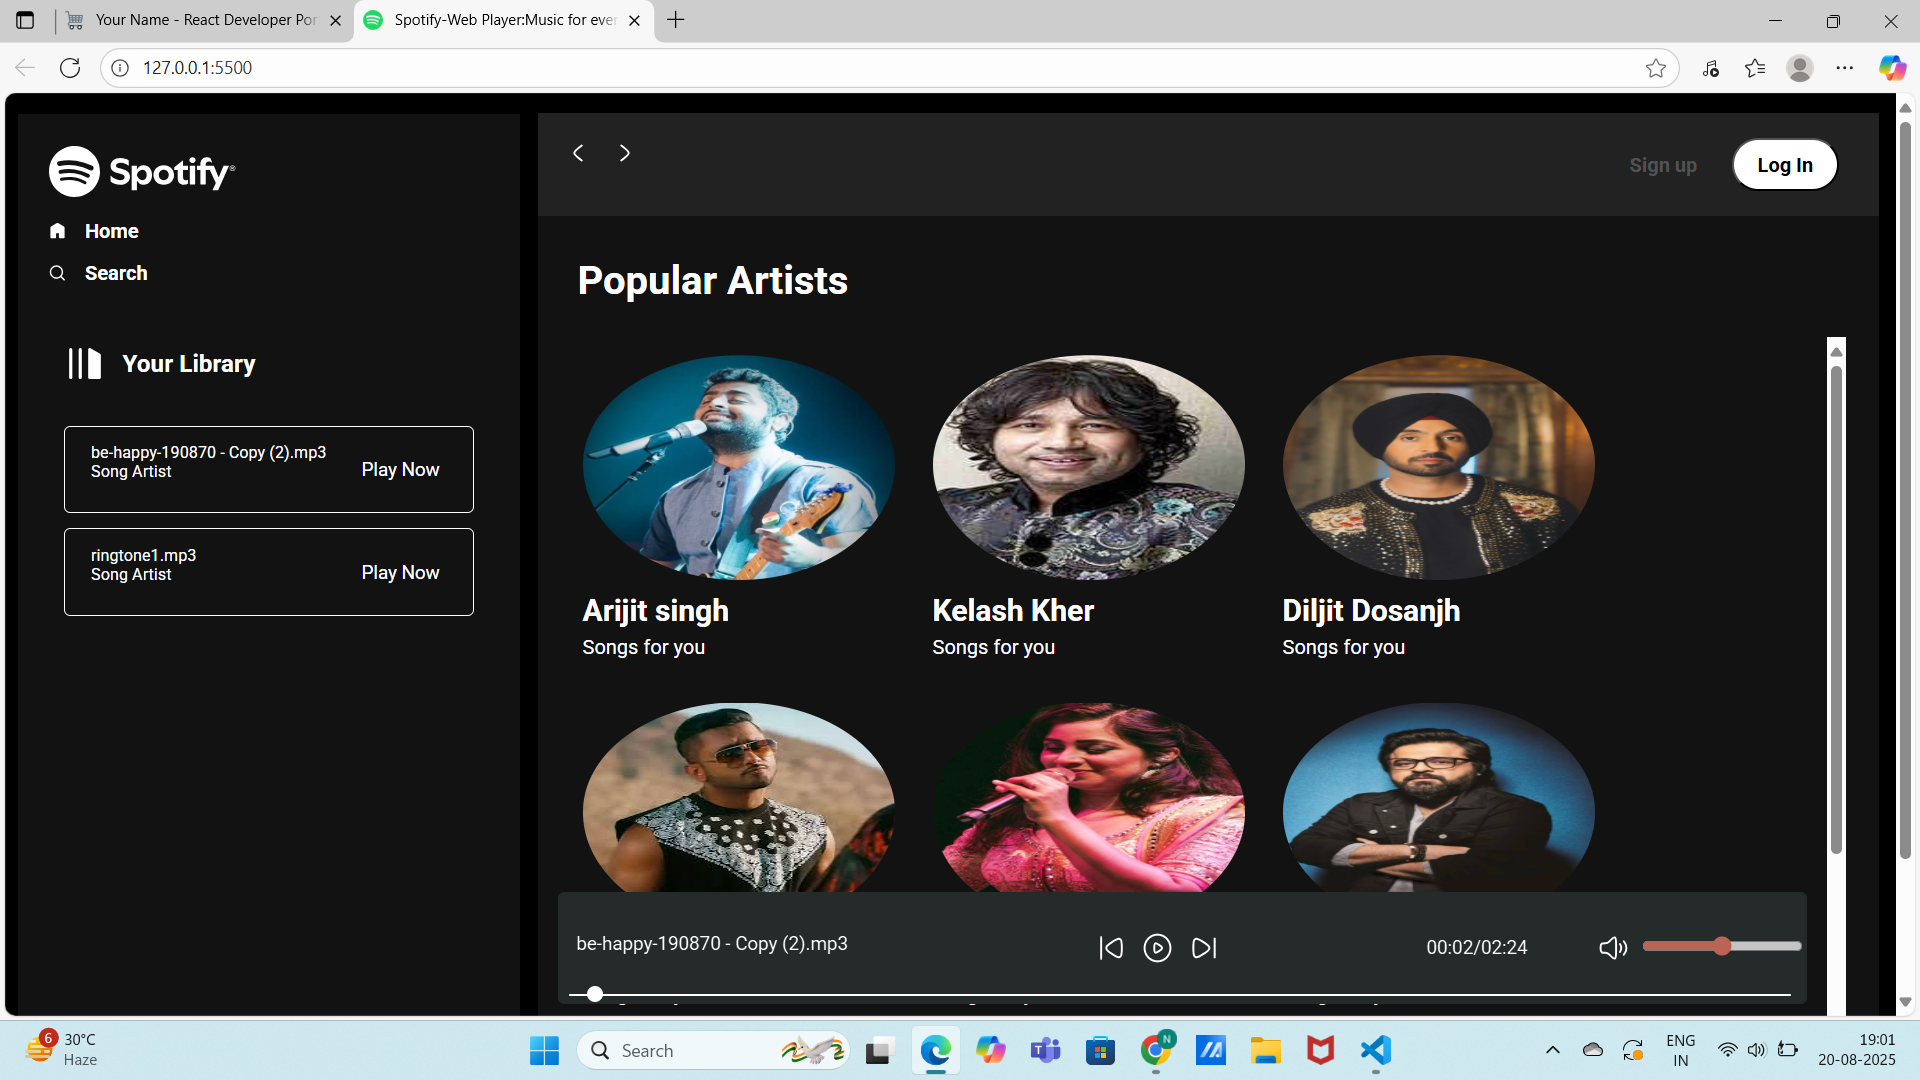 Your Name - React Developer Por
Spotify-Web Player:Music for ever
127.0.0.1:5500
Spotify®
Home
Search
Your Library
be-happy-190870 - Copy (2).mp3
Song Artist
Play Now
ringtone1.mp3
Song Artist
Play Now
Sign up
Log In
Popular Artists
Arijit singh
Songs for you
Kelash Kher
Songs for you
Diljit Dosanjh
Songs for you
be-happy-190870 - Copy (2).mp3
00:02/02:24
6
30°C
Haze
Search
N
ENG
IN
19:01
20-08-2025